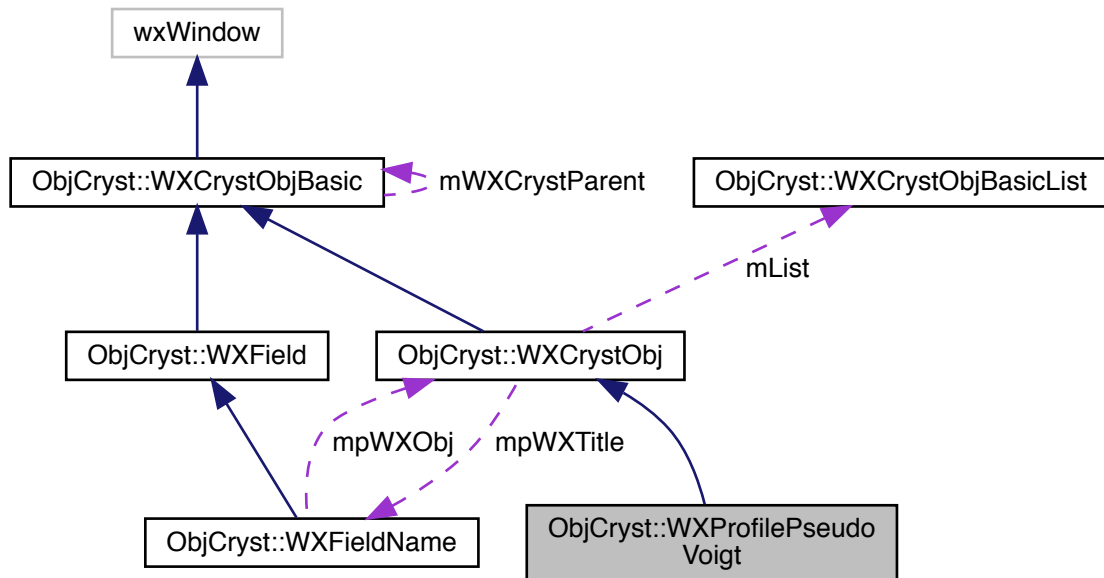 wxWindow
ObjCryst::WXCrystObjBasic
mWXCrystParent
ObjCryst::WXCrystObjBasicList
mList
ObjCryst::WXField
ObjCryst::WXCrystObj
mpWXObj
mpWXTitle
ObjCryst::WXFieldName
ObjCryst::WXProfilePseudo
Voigt